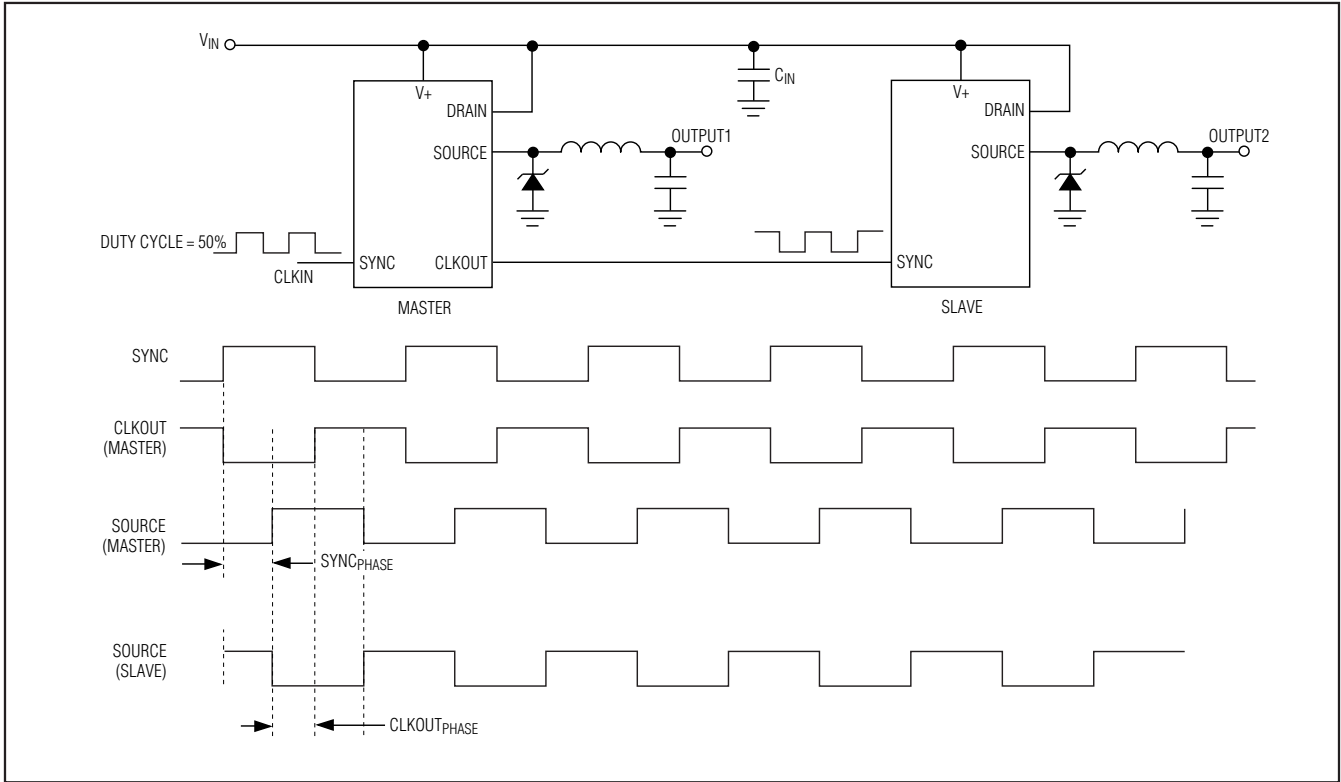 VIN
CIN
V+
DRAIN
SOURCE
OUTPUT1
V+
DRAIN
SOURCE
OUTPUT2
DUTY CYCLE = 50%
CLKIN
SYNC
CLKOUT
SYNC
MASTER
SLAVE
SYNC
CLKOUT
(MASTER)
SOURCE
(MASTER)
SYNCPHASE
SOURCE
(SLAVE)
CLKOUTPHASE